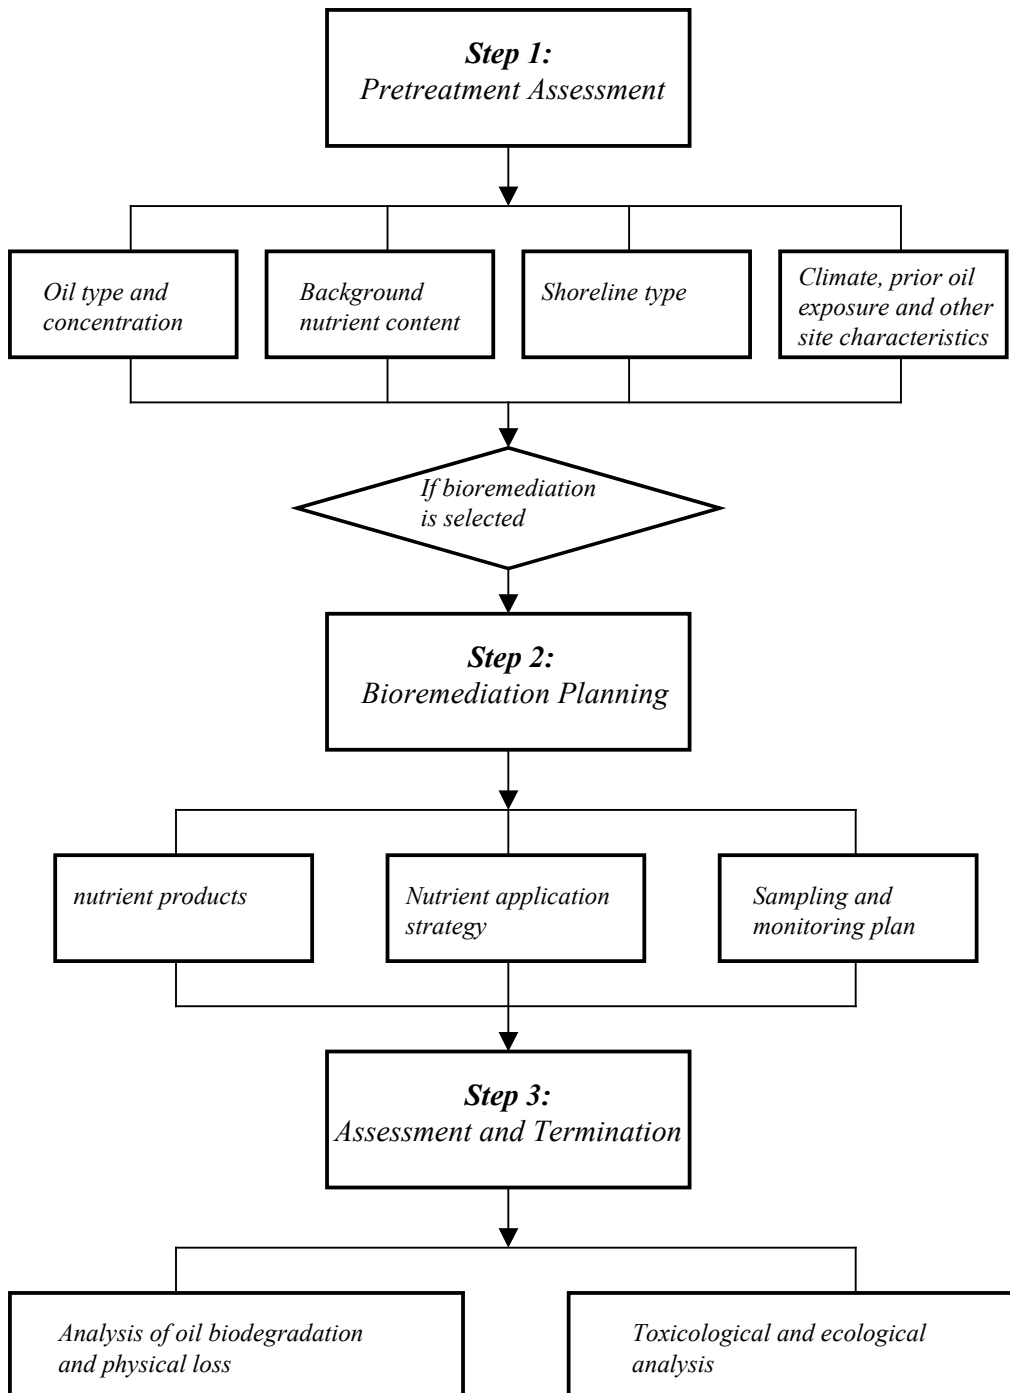 Step 1:
Pretreatment Assessment
Oil type and
concentration
Background
nutrient content
Shoreline type
Climate, prior oil
exposure and other
site characteristics
If bioremediation
is selected
Step 2:
Bioremediation Planning
nutrient products
Nutrient application
strategy
Sampling and
monitoring plan
Step 3:
Assessment and Termination
Analysis of oil biodegradation
and physical loss
Toxicological and ecological
analysis